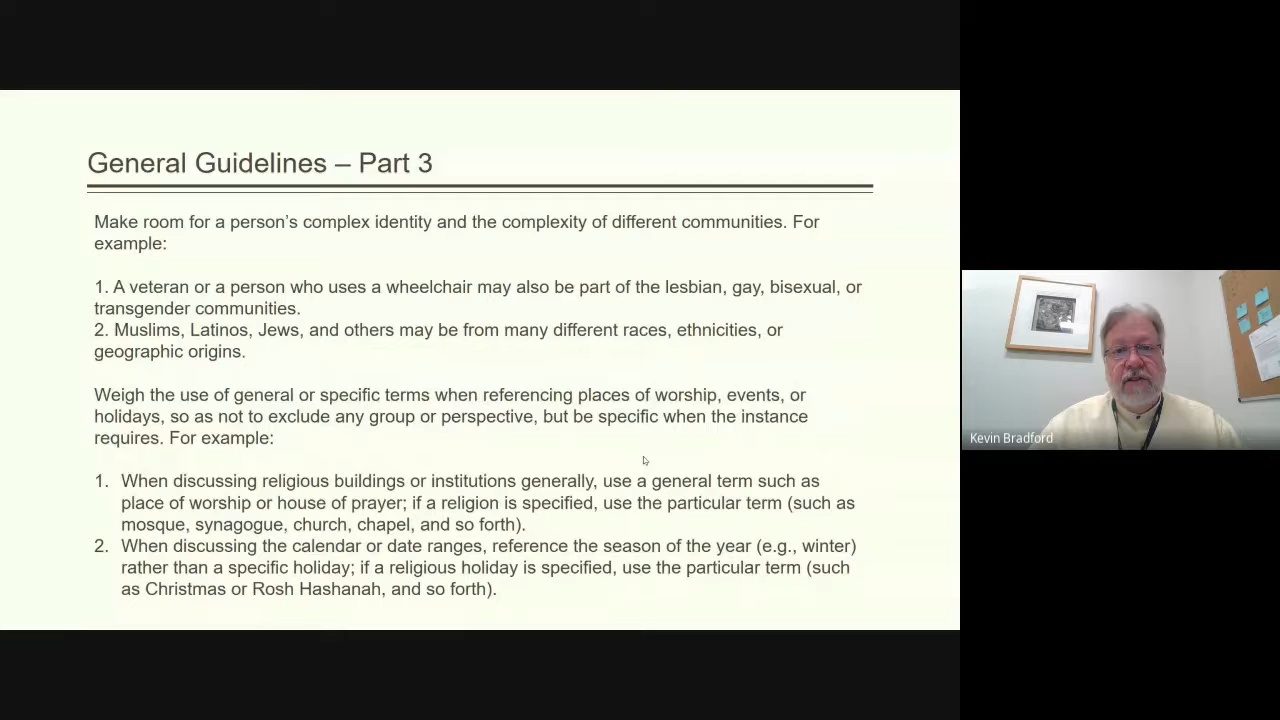 General Guidelines – Part 3
Make room for a person’s complex identity and the complexity of different communities. For
example:
1. A veteran or a person who uses a wheelchair may also be part of the lesbian, gay, bisexual, or
transgender communities.
2. Muslims, Latinos, Jews, and others may be from many different races, ethnicities, or
geographic origins.
Weigh the use of general or specific terms when referencing places of worship, events, or
holidays, so as not to exclude any group or perspective, but be specific when the instance
requires. For example:
1. When discussing religious buildings or institutions generally, use a general term such as
place of worship or house of prayer; if a religion is specified, use the particular term (such as
mosque, synagogue, church, chapel, and so forth).
2. When discussing the calendar or date ranges, reference the season of the year (e.g., winter)
rather than a specific holiday; if a religious holiday is specified, use the particular term (such
as Christmas or Rosh Hashanah, and so forth).
Kevin Bradford